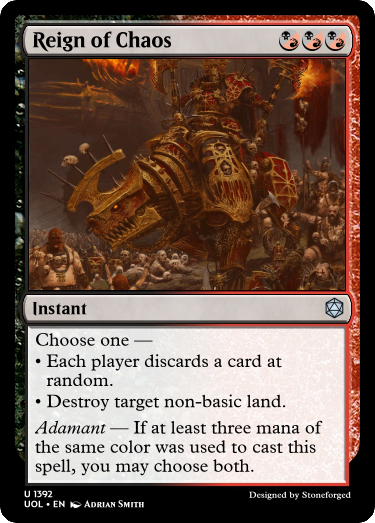 Reign of Chaos
Instant
Choose one —
• Each player discards a card at
random.
• Destroy target non-basic land.
Adamant — If at least three mana of
the same color was used to cast this
spell, you may choose both.
U 1392
UOL • EN Adrian Smith
Designed by Stoneforged